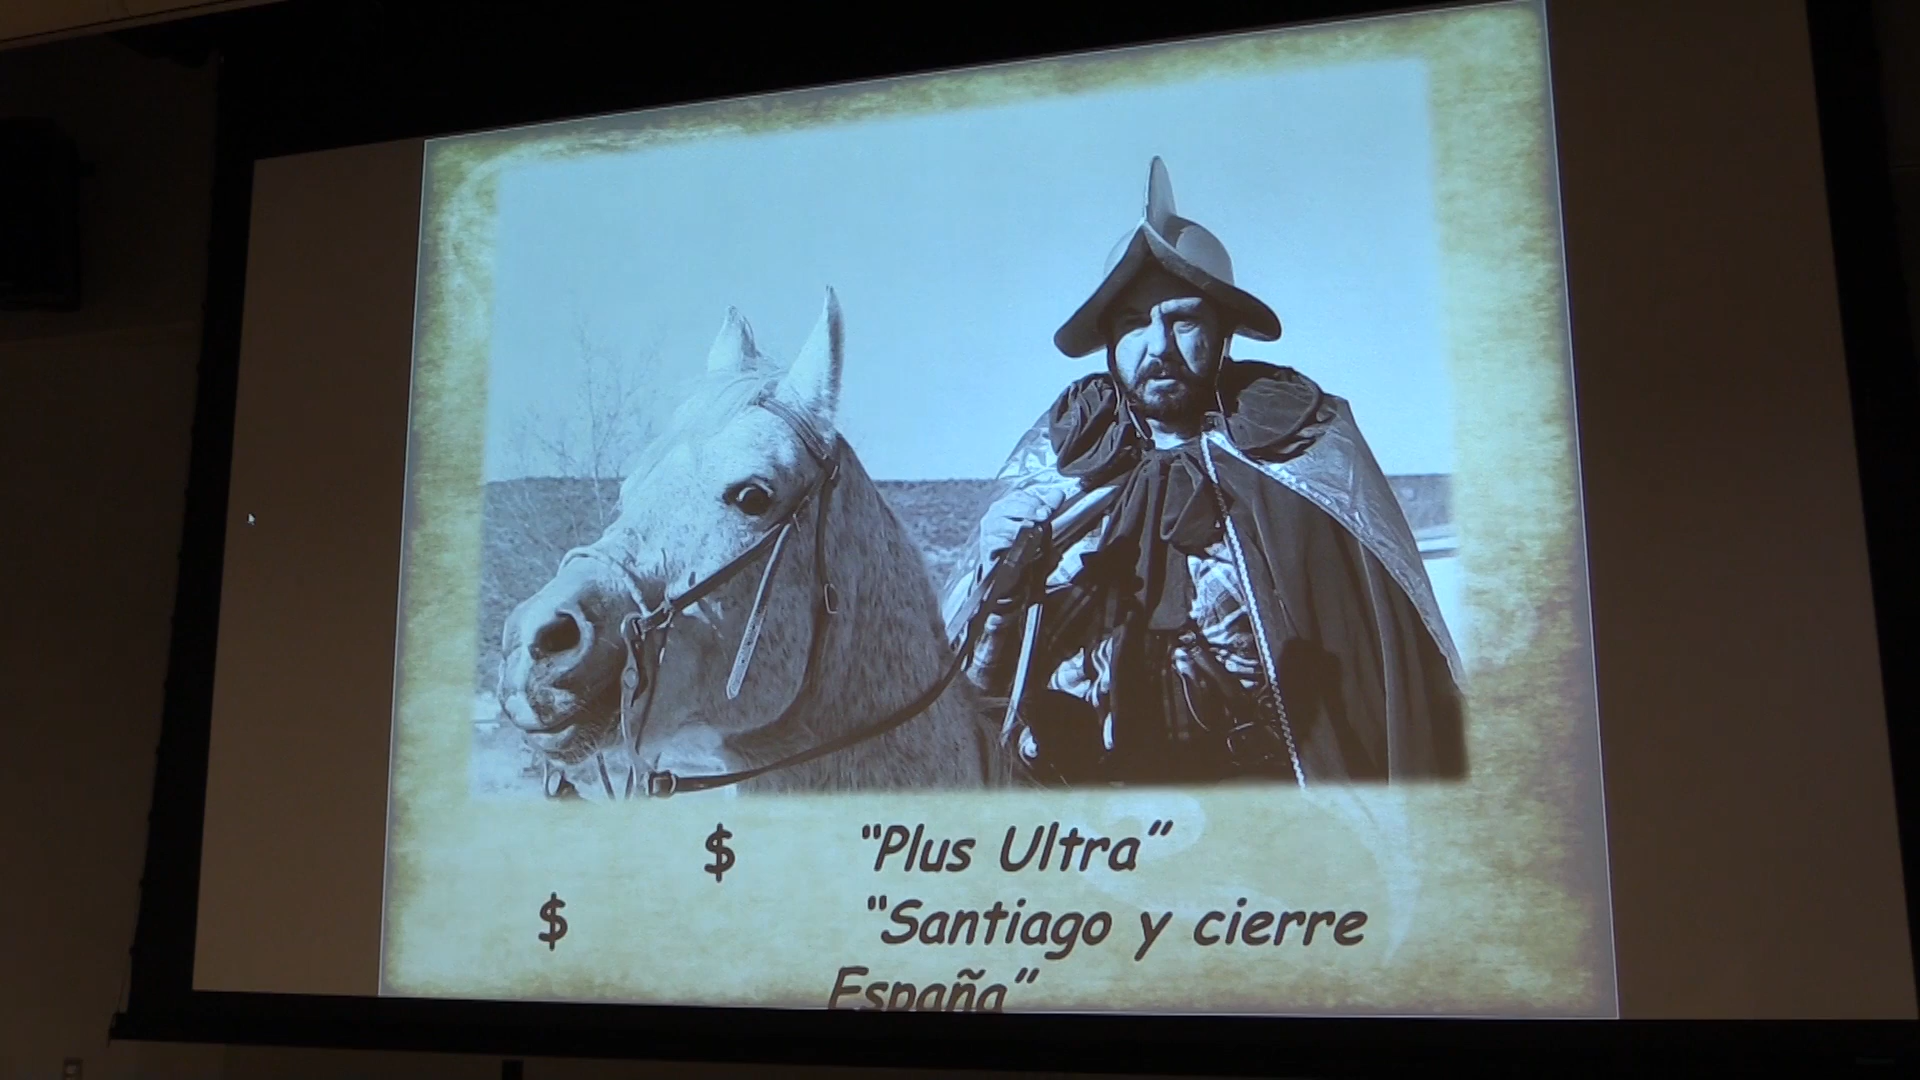 $ “Plus Ultra”
$ “Santiago y cierre
España”